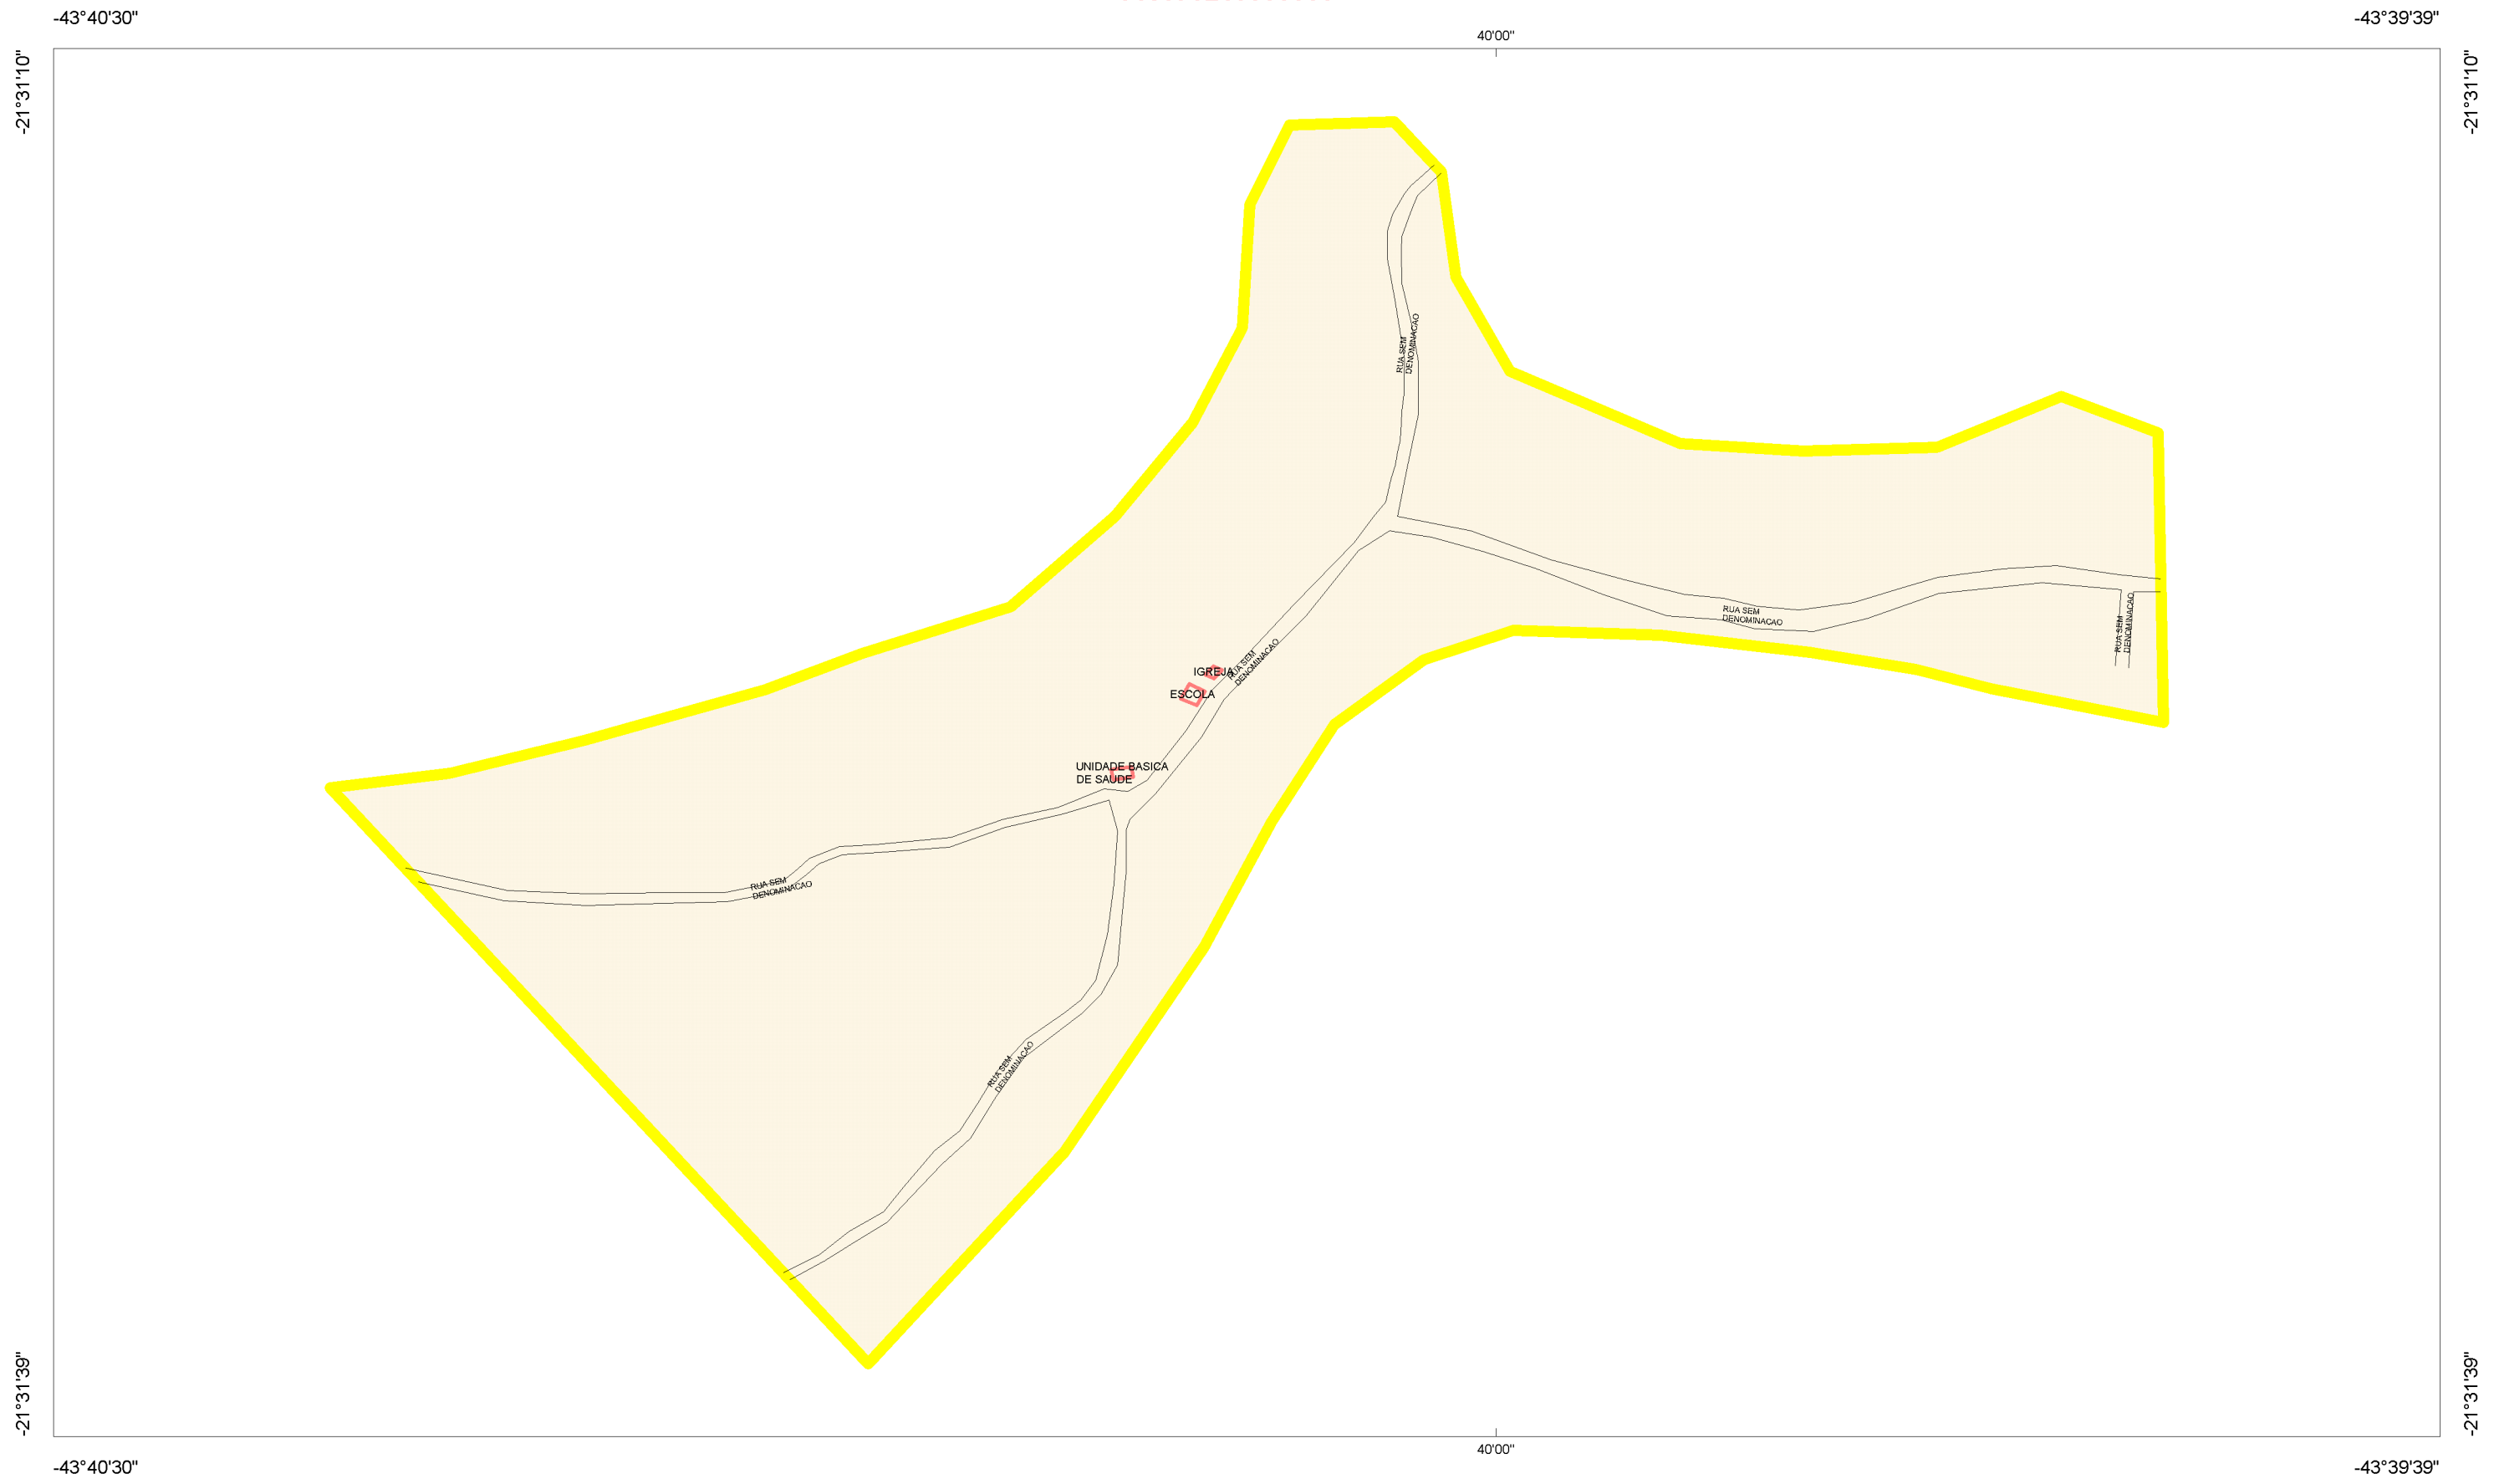 -43°40'30"
-43°39'39"
40'00"
-21°31'10"
-21°31'10"
RUA SEM
DENOMINACAO
RUA SEM
DENOMINACAO
RUA SEM
DENOMINACAO
IGREJA
RUA SEM
DENOMINACAO
ESCOLA
UNIDADE BASICA
DE SAUDE
RUA SEM
DENOMINACAO
RUA SEM
DENOMINACAO
-21°31'39"
-21°31'39"
40'00"
-43°40'30"
-43°39'39"